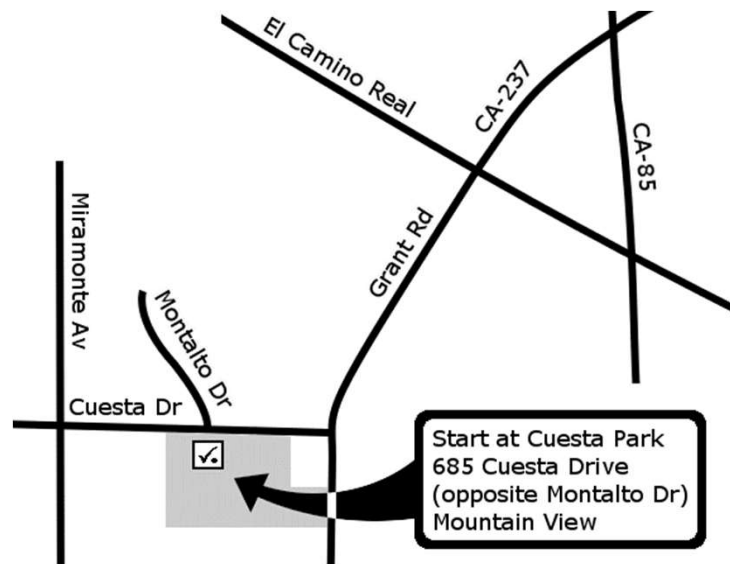 El Camino Real
CA-237
CA-85
Grant Rd
Miramonte Av
Montalto Dr
Cuesta Dr
Start at Cuesta Park
685 Cuesta Drive
(opposite Montalto Dr)
Mountain View